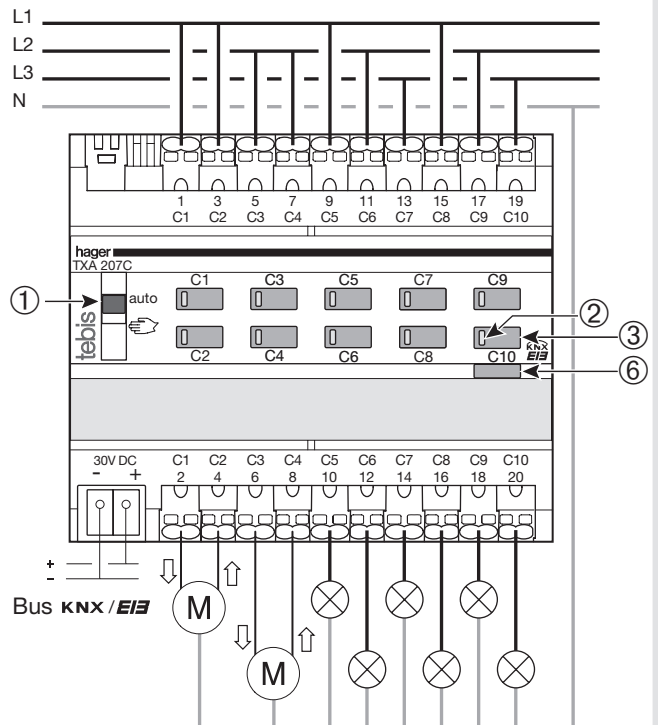 L1
L2
L3
N
1 3 5 7 9 11 13 15 17 19
C1 C2 C3 C4 C5 C6 C7 C8 C9 C10
hager
TXA 207C
C1 C3 C5 C7 C9
① auto
②
③
tebis
KNX
EIB
C2 C4 C6 C8 C10
⑥
30V DC
- +
C1 C2 C3 C4 C5 C6 C7 C8 C9 C10
2 4 6 8 10 12 14 16 18 20
+
-
Bus KNX / EIB
M
M